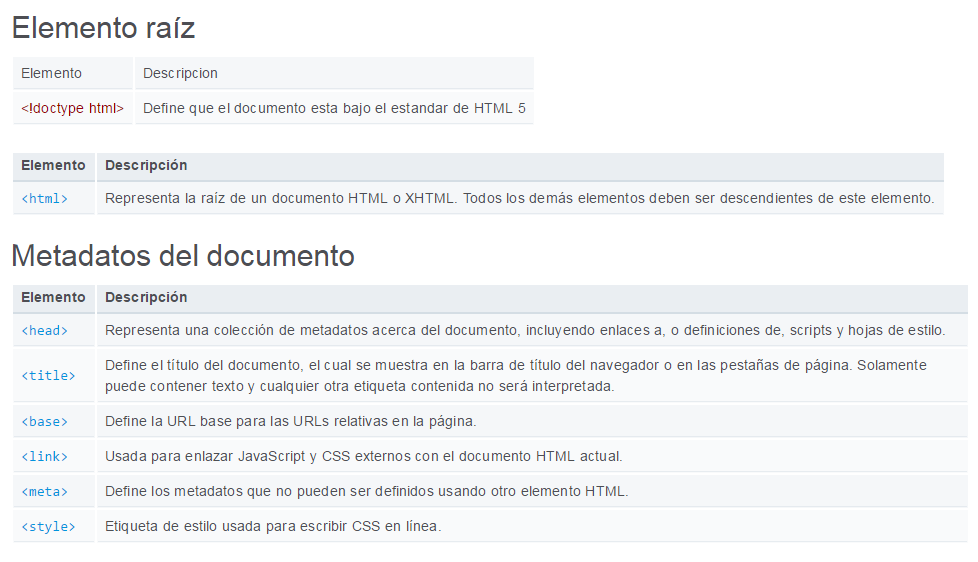 Elemento raíz
Elemento Descripcion
<!doctype html> Define que el documento esta bajo el estandar de HTML 5
Elemento Descripción
<html> Representa la raíz de un documento HTML o XHTML. Todos los demás elementos deben ser descendientes de este elemento.
Metadatos del documento
Elemento Descripción
<head> Representa una colección de metadatos acerca del documento, incluyendo enlaces a, o definiciones de, scripts y hojas de estilo.
<title> Define el título del documento, el cual se muestra en la barra de título del navegador o en las pestañas de página. Solamente
puede contener texto y cualquier otra etiqueta contenida no será interpretada.
<base> Define la URL base para las URLs relativas en la página.
<link> Usada para enlazar JavaScript y CSS externos con el documento HTML actual.
<meta> Define los metadatos que no pueden ser definidos usando otro elemento HTML.
<style> Etiqueta de estilo usada para escribir CSS en línea.